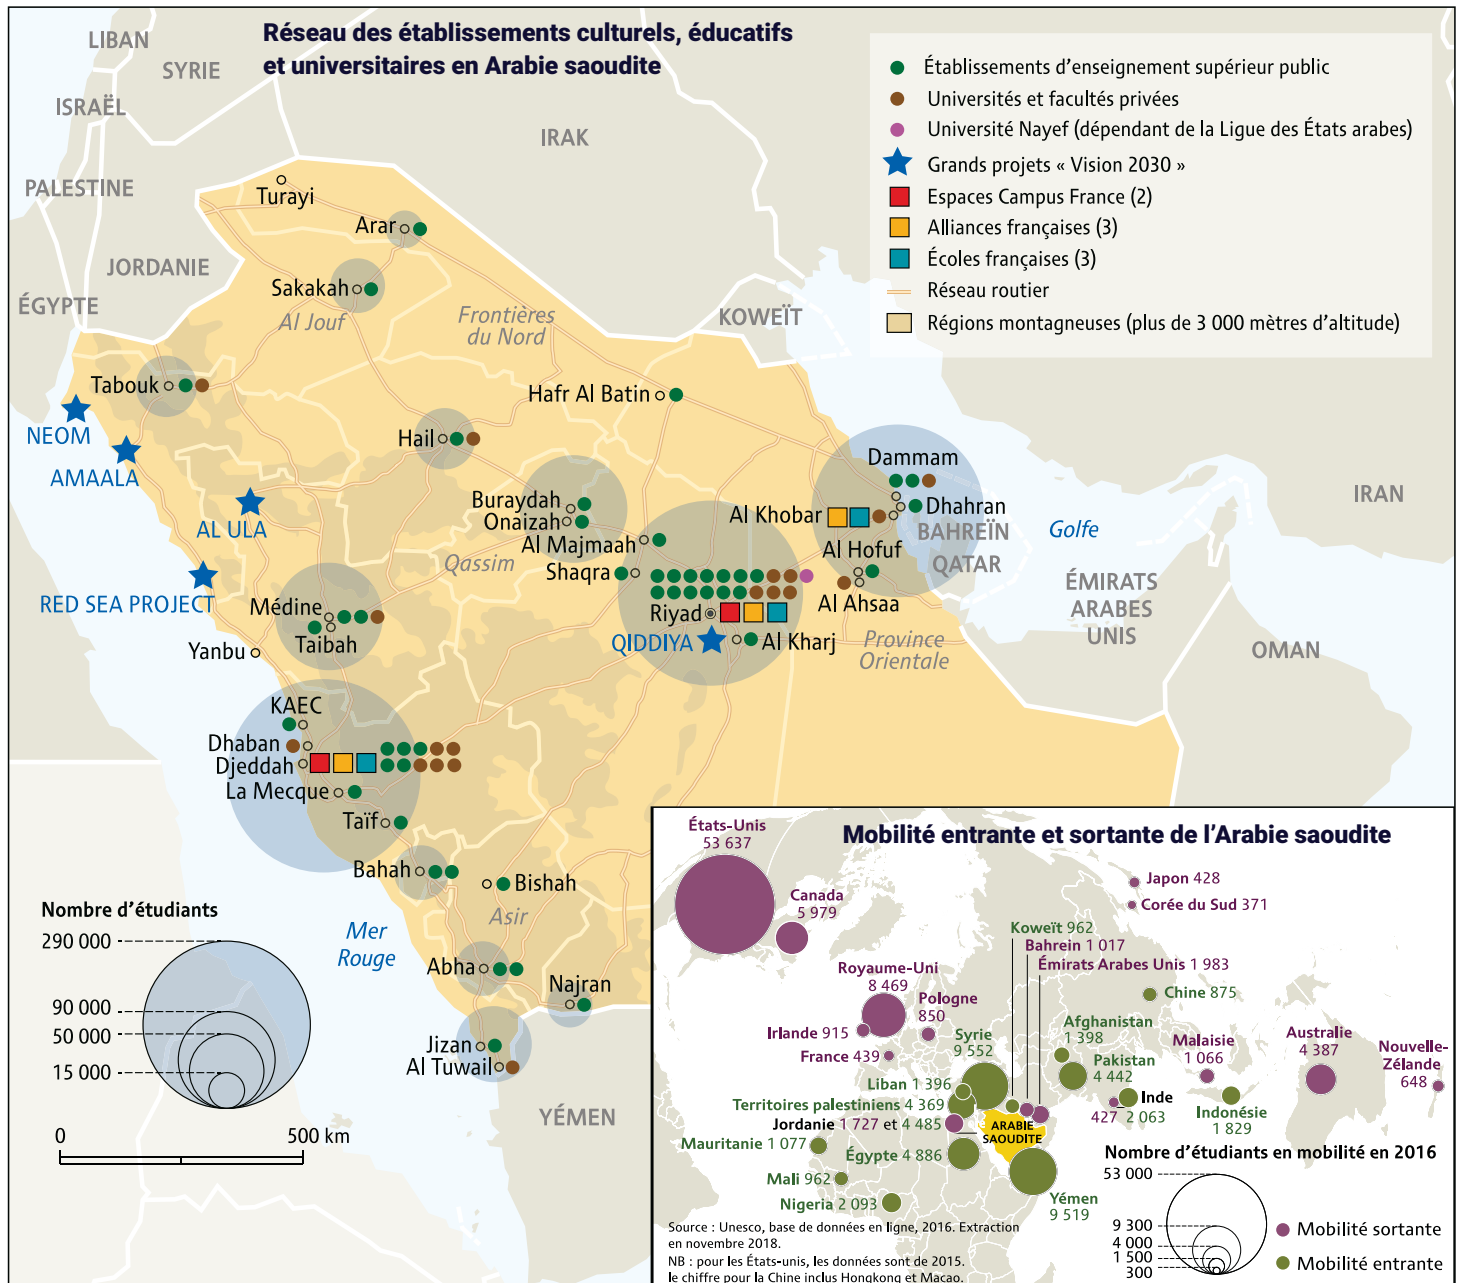 Réseau des établissements culturels, éducatifs
et universitaires en Arabie saoudite
Établissements d'enseignement supérieur public
Universités et facultés privées
Université Nayef (dépendant de la Ligue des États arabes)
Grands projets « Vision 2030 »
Espaces Campus France (2)
Alliances françaises (3)
Écoles françaises (3)
Réseau routier
Régions montagneuses (plus de 3 000 mètres d'altitude)
LIBAN
SYRIE
ISRAËL
IRAK
PALESTINE
JORDANIE
ÉGYPTE
KOWEÏT
IRAN
BAHREÏN
QATAR
Golfe
ÉMIRATS
ARABES
UNIS
OMAN
YÉMEN
Turayi
Arar
Sakakah
Al Jouf
Frontières
du Nord
Tabouk
NEOM
AMAALA
AL ULA
RED SEA PROJECT
Hafr Al Batin
Hail
Buraydah
Onaizah
Al Majmaah
Qassim
Shaqra
Dammam
Dhahran
Al Khobar
Al Hofuf
Al Ahsaa
Riyad
QIDDIYA
Al Kharj
Province
Orientale
Médine
Taibah
Yanbu
KAEC
Dhaban
Djeddah
La Mecque
Taïf
Bahah
Bishah
Asir
Mer
Rouge
Abha
Najran
Jizan
Al Tuwail
Nombre d'étudiants
290 000
90 000
50 000
15 000
0
500 km
Mobilité entrante et sortante de l'Arabie saoudite
États-Unis
53 637
Canada
5 979
Japon 428
Corée du Sud 371
Koweït 962
Bahrein 1 017
Émirats Arabes Unis 1 983
Royaume-Uni
8 469
Pologne
850
Chine 875
Irlande 915
France 439
Syrie
9 552
Afghanistan
1 398
Pakistan
4 442
Malaisie
1 066
Australie
4 387
Nouvelle-
Zélande
648
Liban 1 396
Territoires palestiniens 4 369
Jordanie 1 727 et 4 485
ARABIE
SAOUDITE
Inde
427 2 063
Indonésie
1 829
Mauritanie 1 077
Égypte 4 886
Mali 962
Nigeria 2 093
Yémen
9 519
Nombre d'étudiants en mobilité en 2016
53 000
9 300
4 000
1 500
300
Mobilité sortante
Mobilité entrante
Source : Unesco, base de données en ligne, 2016. Extraction
en novembre 2018.
NB : pour les États-unis, les données sont de 2015.
le chiffre pour la Chine inclus Hongkong et Macao.